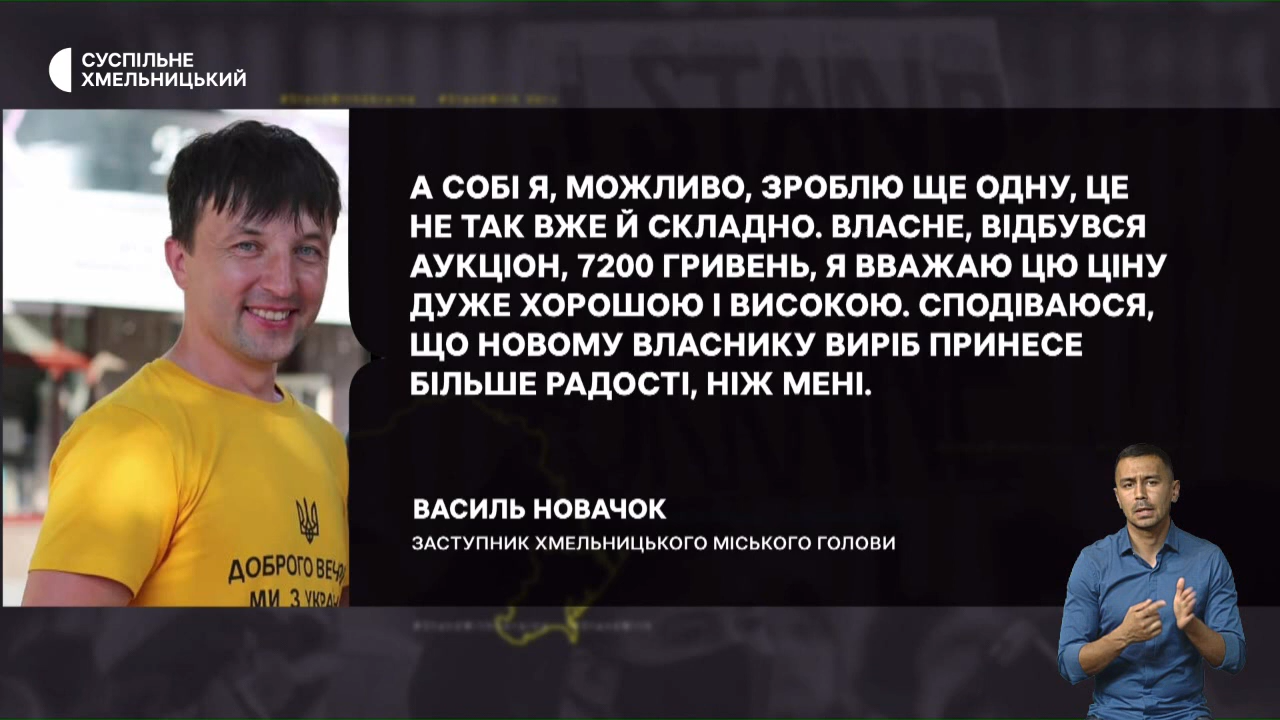 СУСПІЛЬНЕ
ХМЕЛЬНИЦЬКИЙ
А СОБІ Я, МОЖЛИВО, ЗРОБЛЮ ЩЕ ОДНУ, ЦЕ
НЕ ТАК ВЖЕ Й СКЛАДНО. ВЛАСНЕ, ВІДБУВСЯ
АУКЦІОН, 7200 ГРИВЕНЬ, Я ВВАЖАЮ ЦЮ ЦІНУ
ДУЖЕ ХОРОШОЮ І ВИСОКОЮ. СПОДІВАЮСЯ,
ЩО НОВОМУ ВЛАСНИКУ ВИРІБ ПРИНЕСЕ
БІЛЬШЕ РАДОСТІ, НІЖ МЕНІ.
ВАСИЛЬ НОВАЧОК
ЗАСТУПНИК ХМЕЛЬНИЦЬКОГО МІСЬКОГО ГОЛОВИ
ДОБРОГО
МИ З